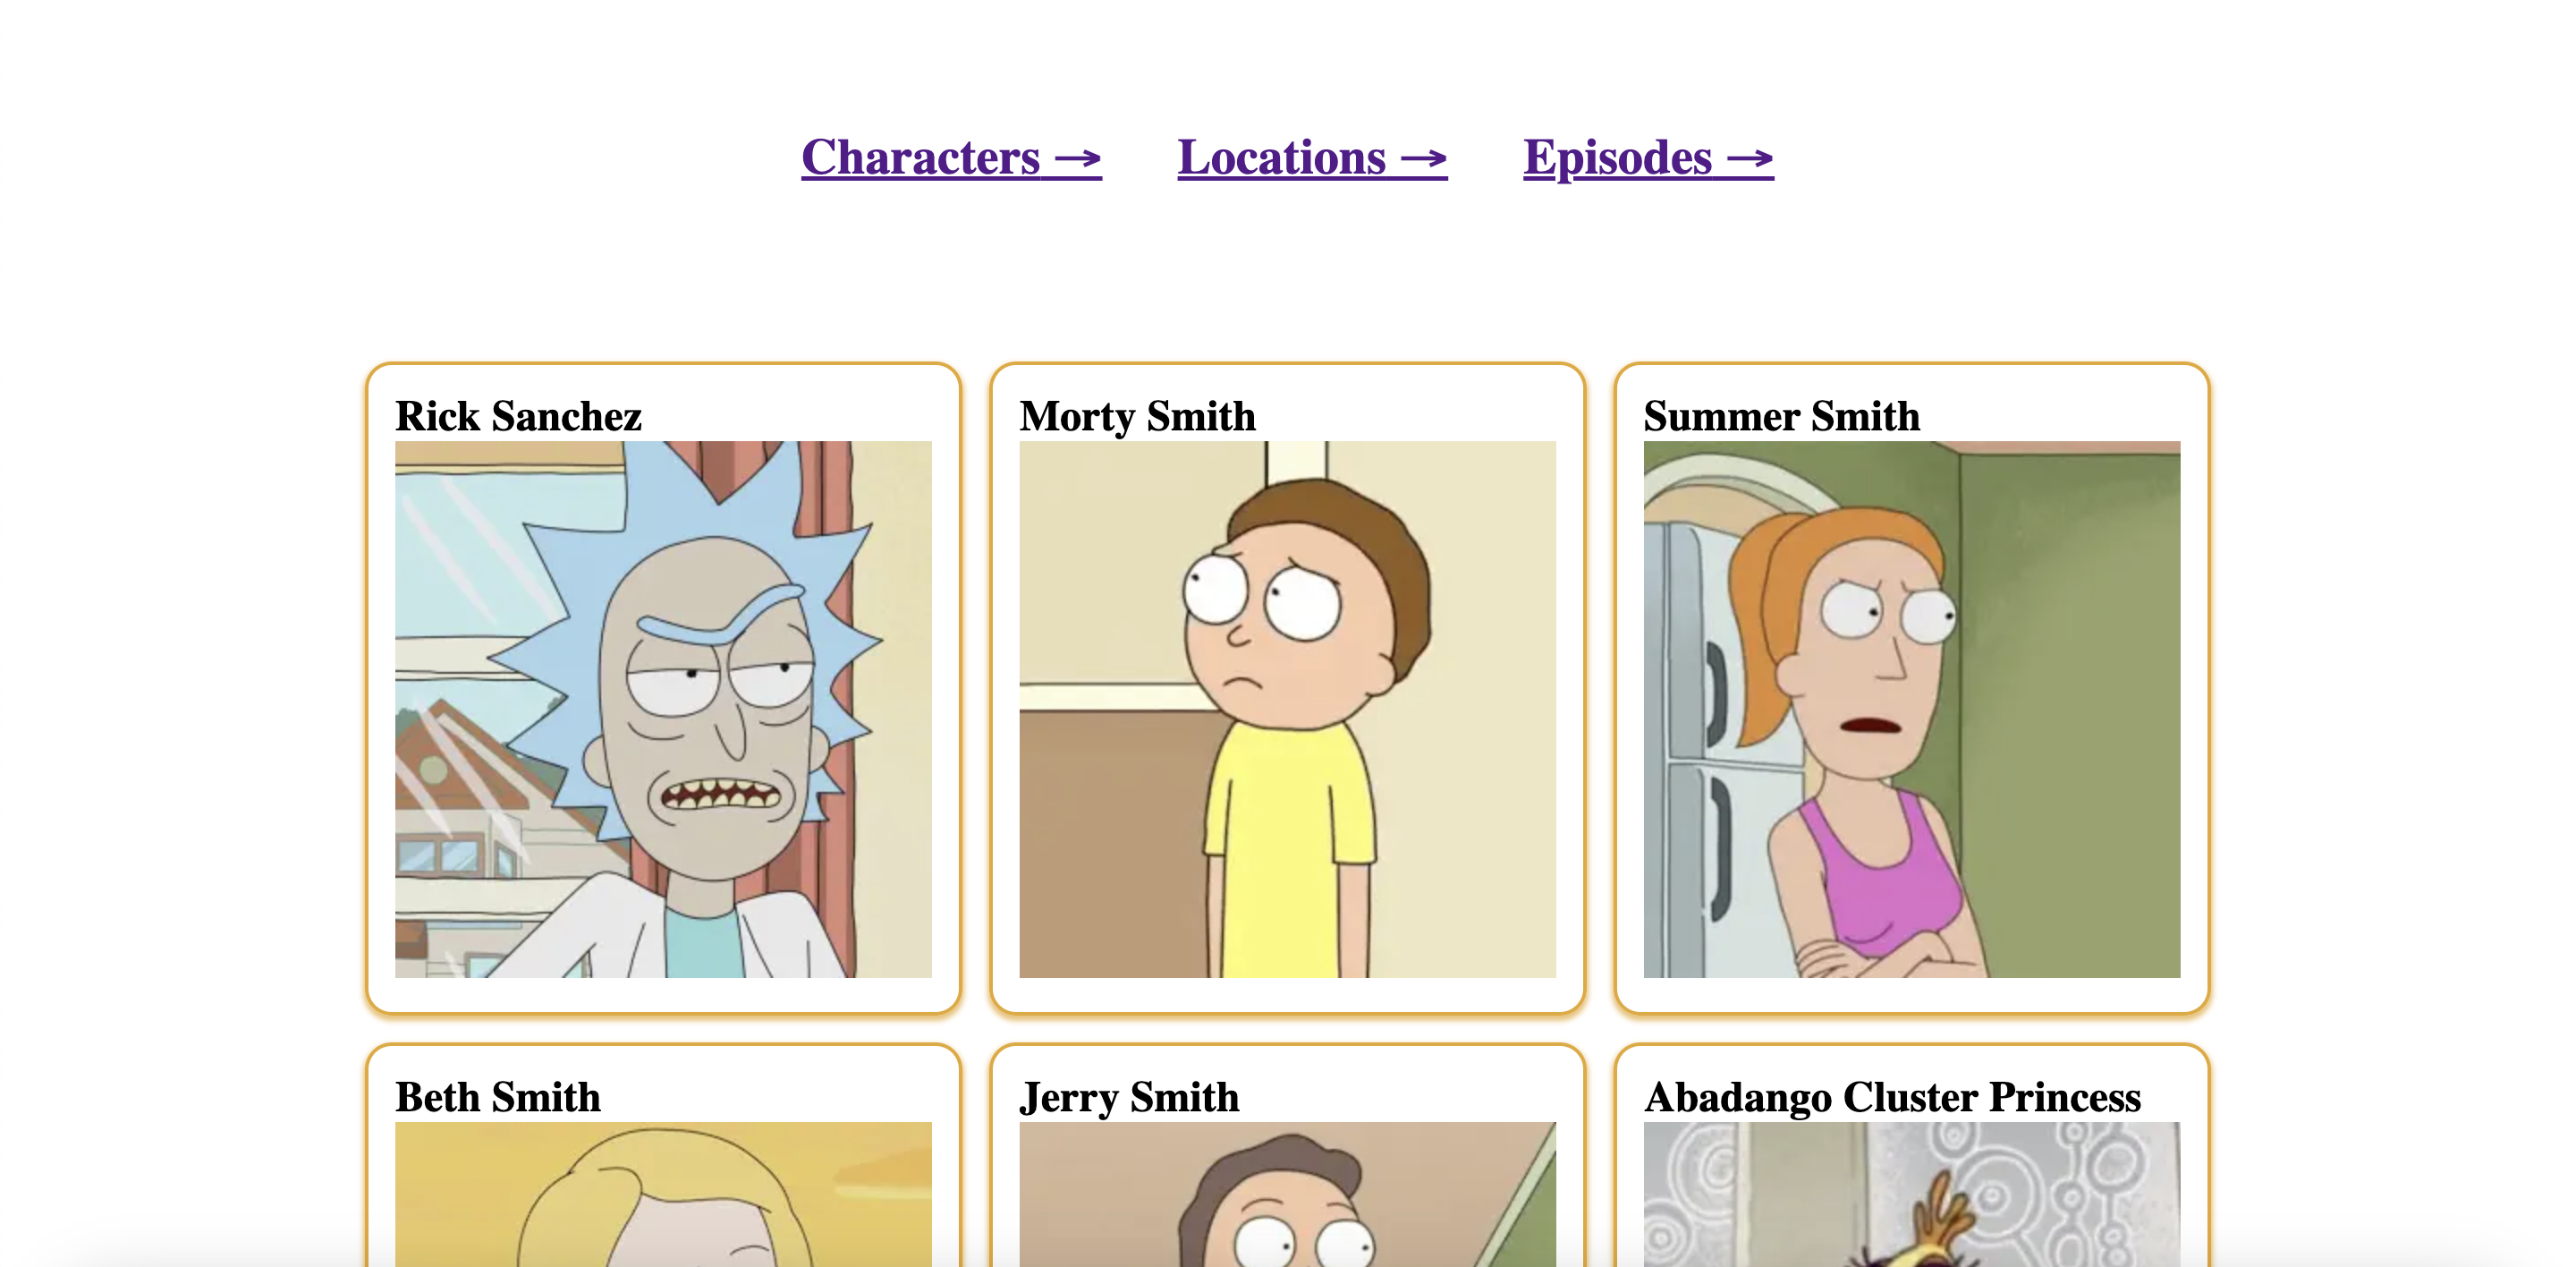 Characters → Locations → Episodes →
Rick Sanchez
Morty Smith
Summer Smith
Beth Smith
Jerry Smith
Abadango Cluster Princess